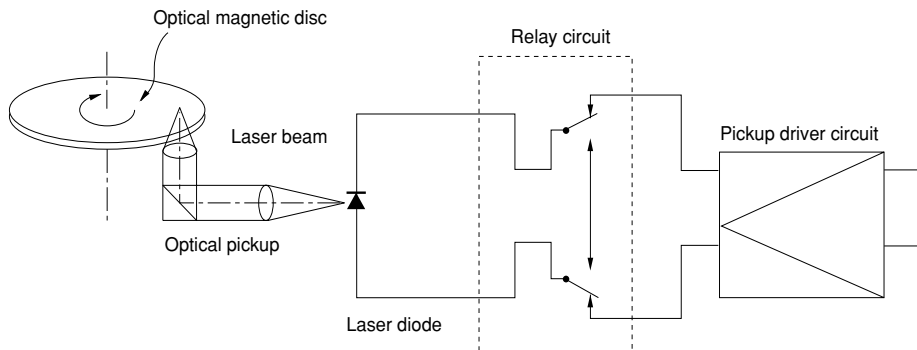 Optical magnetic disc
Relay circuit
Laser beam
Pickup driver circuit
Optical pickup
Laser diode